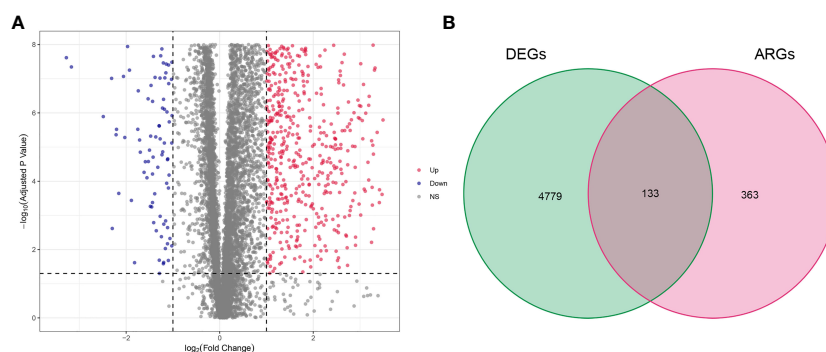 A
8
6
4
2
0
−log₁₀(Adjusted P Value)
−2
0
2
log₂(Fold Change)
Up
Down
NS
B
DEGs
ARGs
4779
133
363